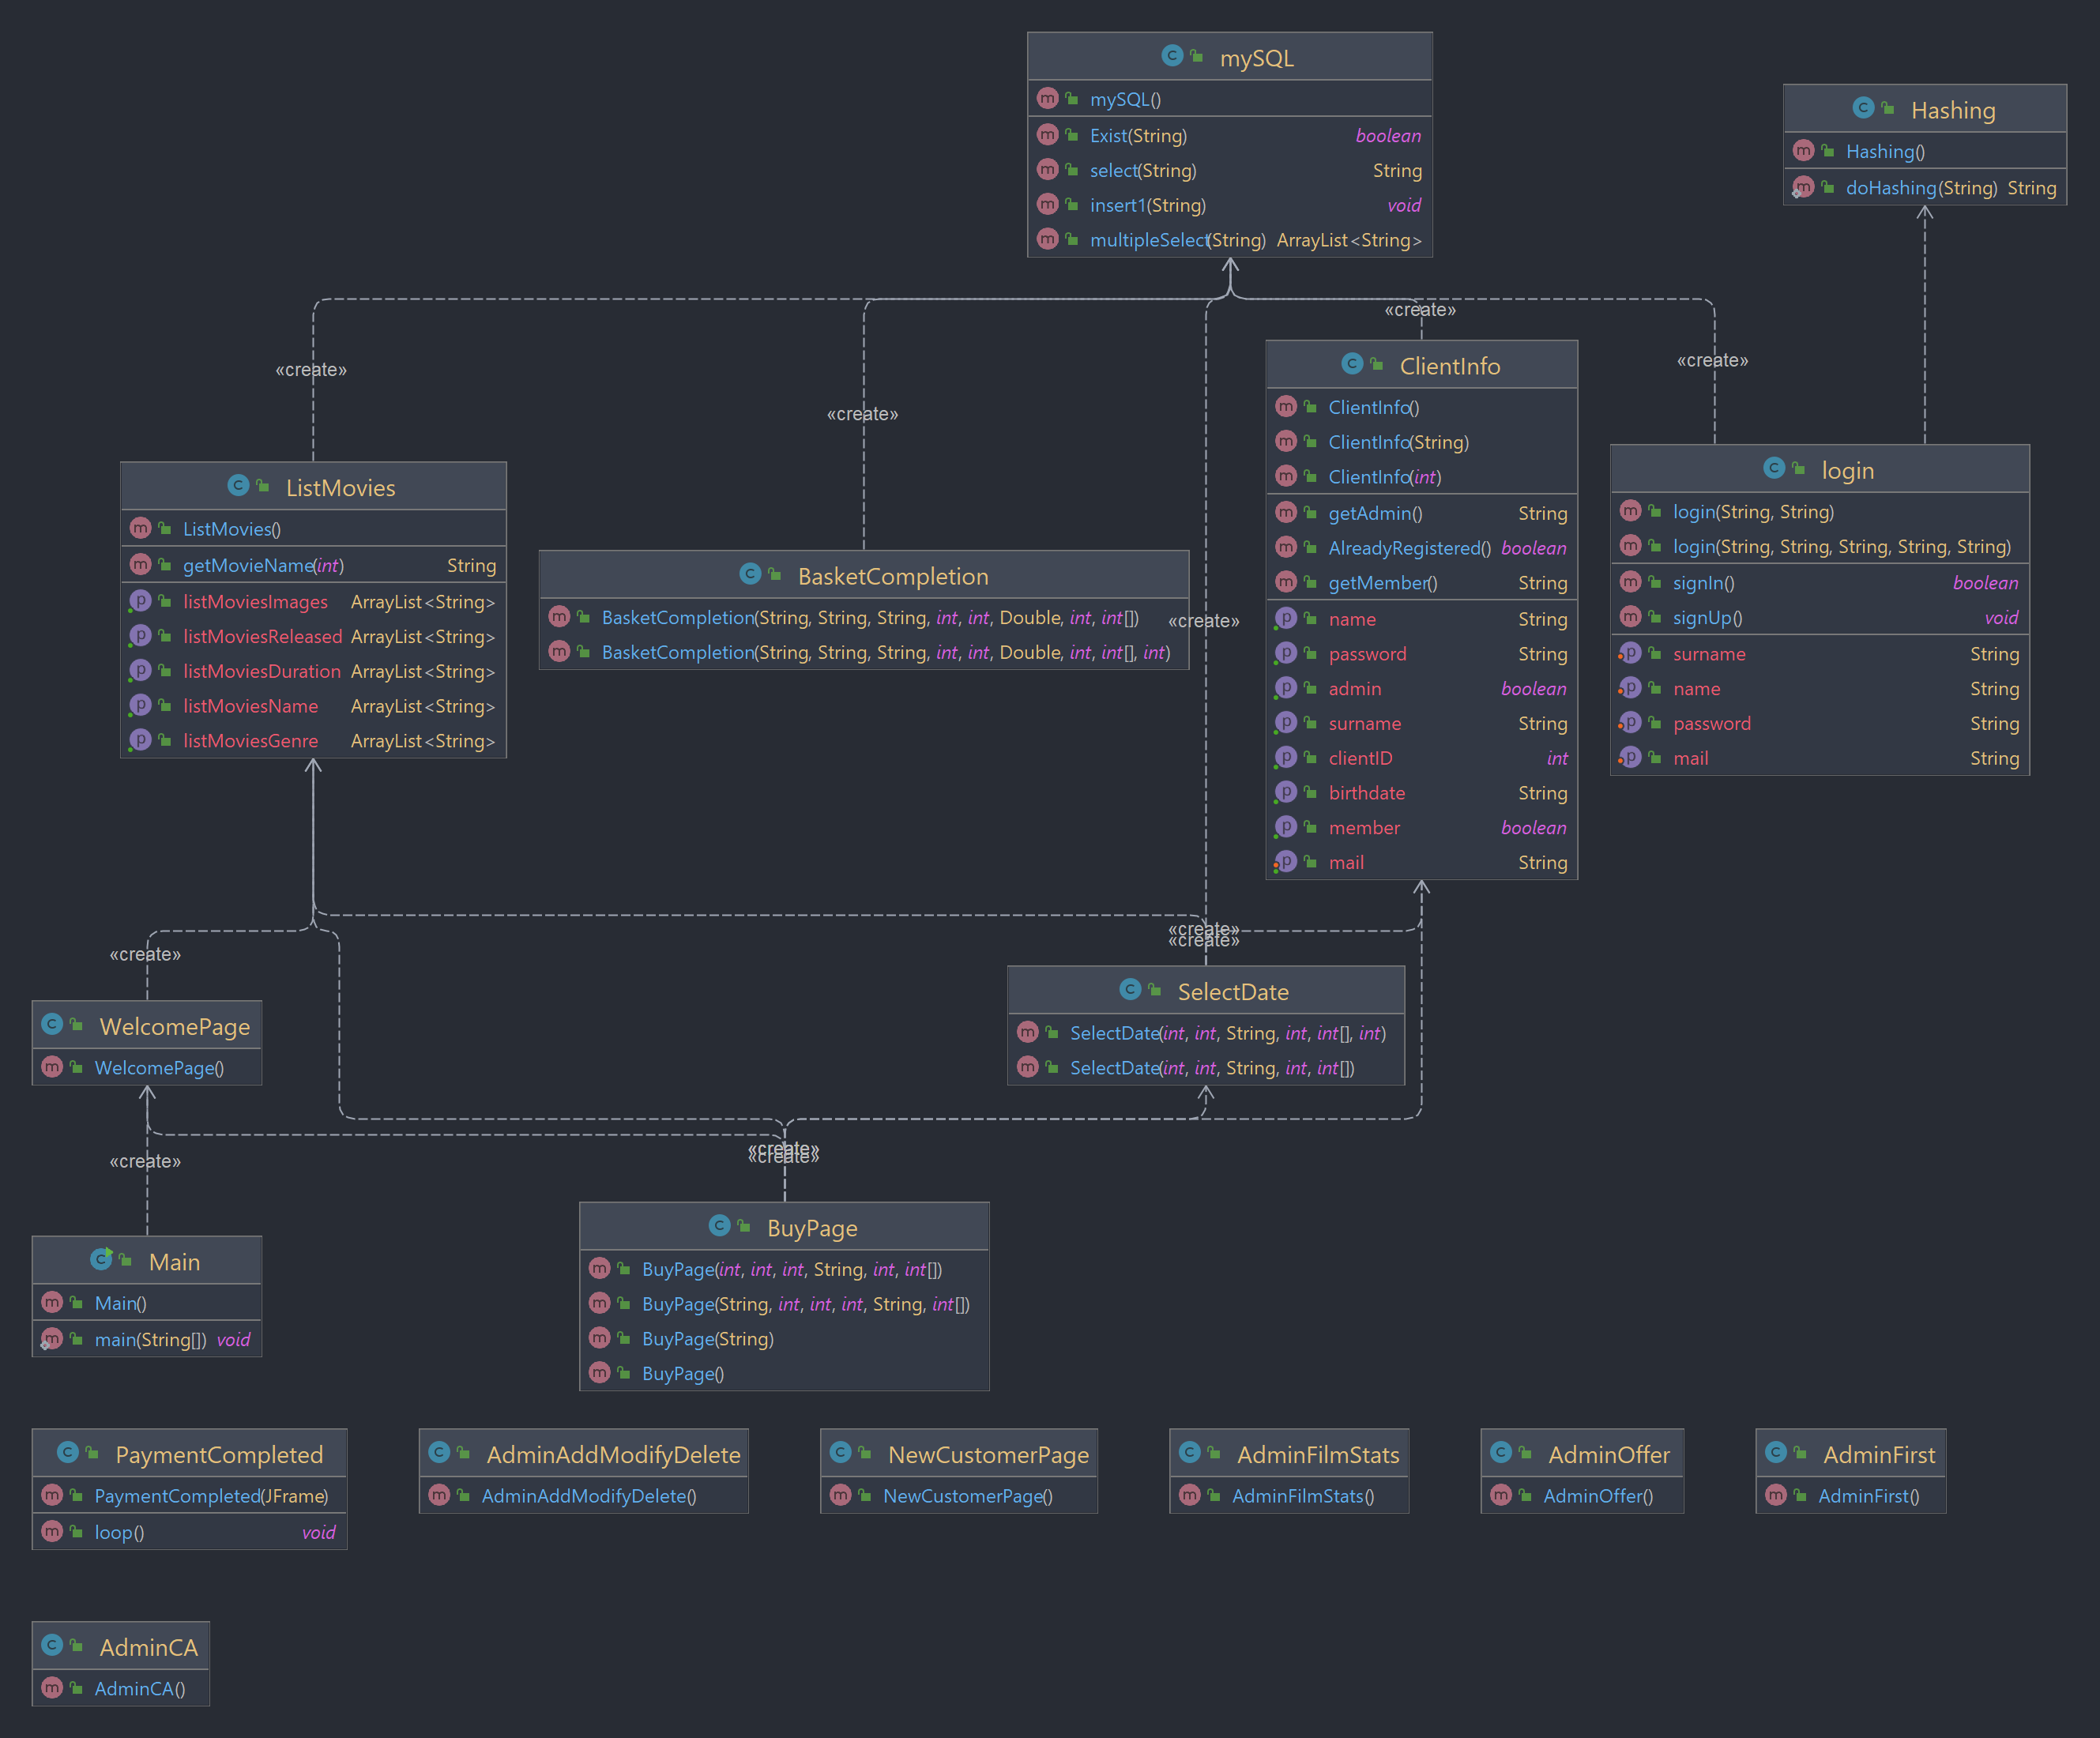 mySQL
mySQL()
Exist(String) boolean
select(String) String
insert1(String) void
multipleSelect(String) ArrayList<String>
Hashing
Hashing()
doHashing(String) String
«create»
«create»
«create»
«create»
ClientInfo
ClientInfo()
ClientInfo(String)
ClientInfo(int)
getAdmin() String
AlreadyRegistered() boolean
getMember() String
name String
password String
admin boolean
surname String
clientID int
birthdate String
member boolean
mail String
login
login(String, String)
login(String, String, String, String, String)
signIn() boolean
signUp() void
surname String
name String
password String
mail String
ListMovies
ListMovies()
getMovieName(int) String
listMoviesImages ArrayList<String>
listMoviesReleased ArrayList<String>
listMoviesDuration ArrayList<String>
listMoviesName ArrayList<String>
listMoviesGenre ArrayList<String>
BasketCompletion
BasketCompletion(String, String, String, int, int, Double, int, int[])
BasketCompletion(String, String, String, int, int, Double, int, int[], int)
«create»
«create»
«create»
«create»
SelectDate
SelectDate(int, int, String, int, int[], int)
SelectDate(int, int, String, int, int[])
WelcomePage
WelcomePage()
«create»
«create»
«create»
Main
Main()
main(String[]) void
BuyPage
BuyPage(int, int, int, String, int, int[])
BuyPage(String, int, int, int, String, int[])
BuyPage(String)
BuyPage()
PaymentCompleted
PaymentCompleted(JFrame)
loop() void
AdminAddModifyDelete
AdminAddModifyDelete()
NewCustomerPage
NewCustomerPage()
AdminFilmStats
AdminFilmStats()
AdminOffer
AdminOffer()
AdminFirst
AdminFirst()
AdminCA
AdminCA()